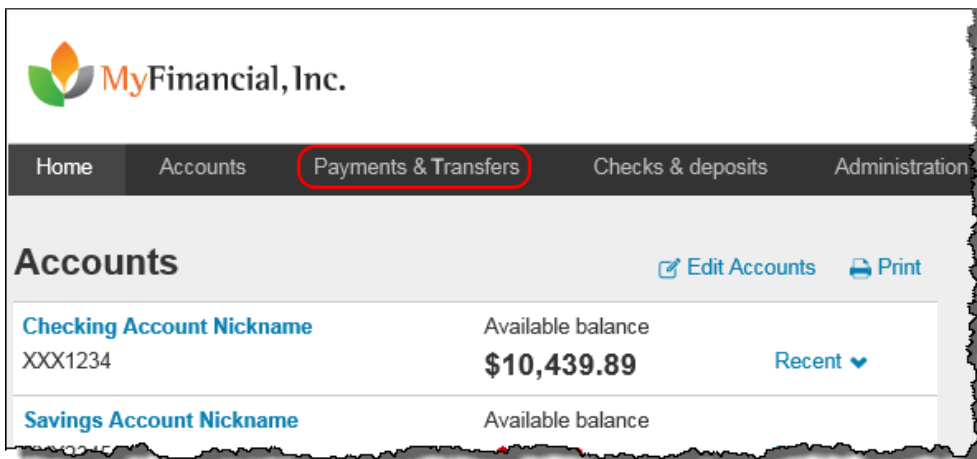 MyFinancial, Inc.
Home Accounts Payments & Transfers Checks & deposits Administration
Accounts Edit Accounts Print
Checking Account Nickname Available balance
XXX1234 $10,439.89 Recent
Savings Account Nickname Available balance